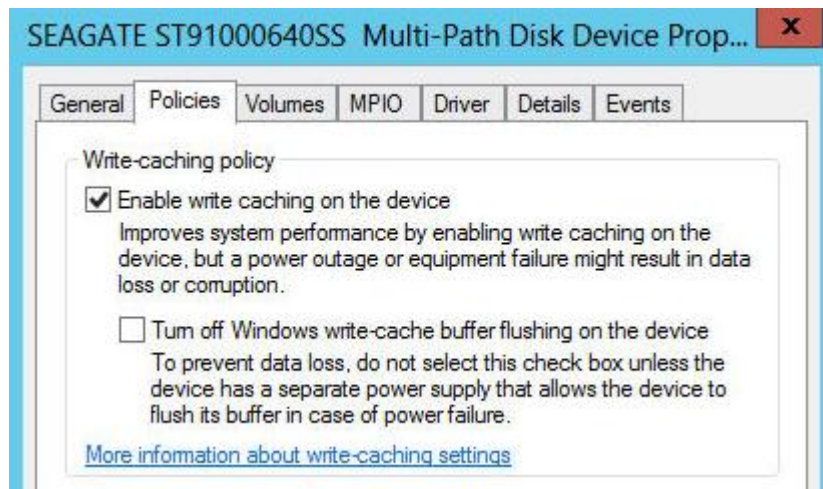 SEAGATE ST91000640SS Multi-Path Disk Device Prop... x
General Policies Volumes MPIO Driver Details Events
Write-caching policy
Enable write caching on the device
Improves system performance by enabling write caching on the
device, but a power outage or equipment failure might result in data
loss or corruption.
Turn off Windows write-cache buffer flushing on the device
To prevent data loss, do not select this check box unless the
device has a separate power supply that allows the device to
flush its buffer in case of power failure.
More information about write-caching settings